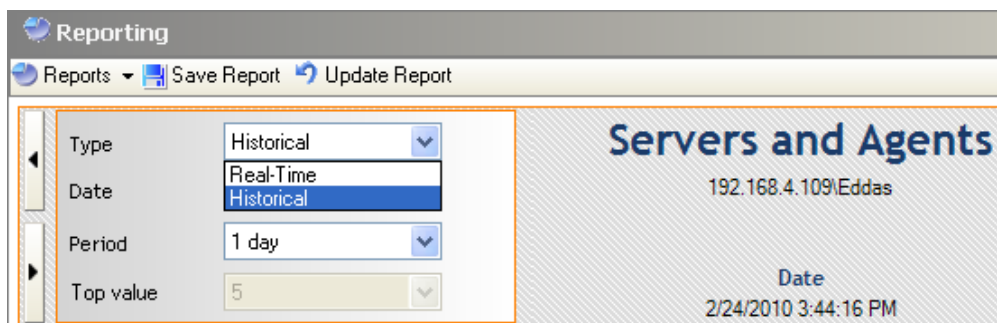 Reporting
Reports Save Report Update Report
Type Historical
Real-Time
Date Historical
Period 1 day
Top value 5
Servers and Agents
192.168.4.109\Eddas
Date
2/24/2010 3:44:16 PM